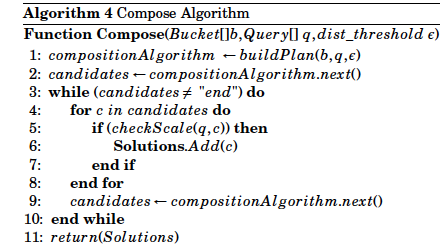 Algorithm 4 Compose Algorithm
Function Compose(Bucket[]b,Query[] q,dist_threshold ϵ)
1: compositionAlgorithm ←buildPlan(b,q,ϵ)
2: candidates←compositionAlgorithm.next()
3: while (candidates≠ "end") do
4: for c in candidates do
5: if (checkScale(q,c)) then
6: Solutions.Add(c)
7: end if
8: end for
9: candidates←compositionAlgorithm.next()
10: end while
11: return(Solutions)